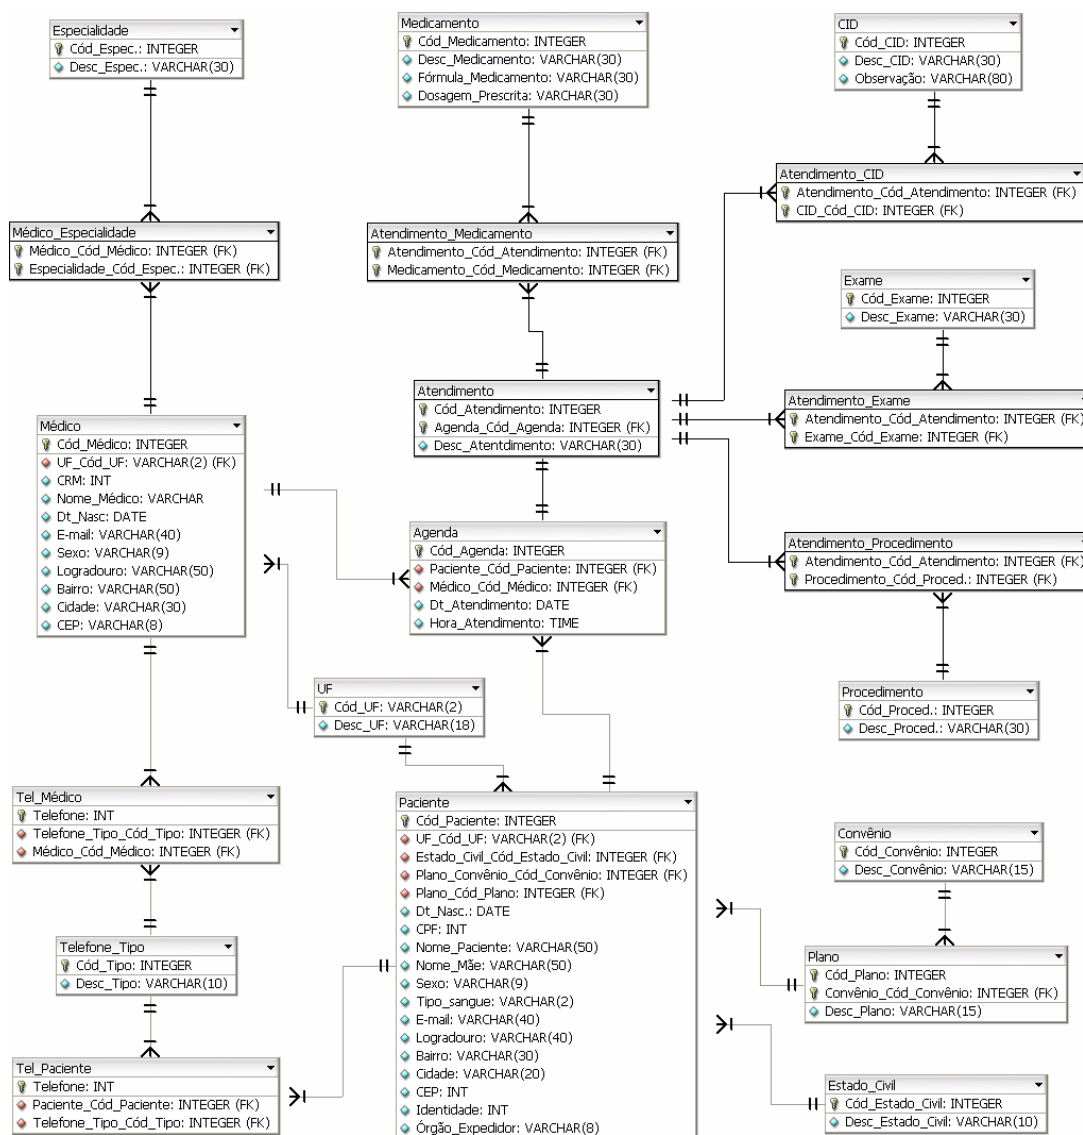 Especialidade
Cód_Espec.: INTEGER
Desc_Espec.: VARCHAR(30)
Medicamento
Cód_Medicamento: INTEGER
Desc_Medicamento: VARCHAR(30)
Fórmula_Medicamento: VARCHAR(30)
Dosagem_Prescrita: VARCHAR(30)
CID
Cód_CID: INTEGER
Desc_CID: VARCHAR(30)
Observação: VARCHAR(80)
Atendimento_CID
Atendimento_Cód_Atendimento: INTEGER (FK)
CID_Cód_CID: INTEGER (FK)
Médico_Especialidade
Médico_Cód_Médico: INTEGER (FK)
Especialidade_Cód_Espec.: INTEGER (FK)
Atendimento_Medicamento
Atendimento_Cód_Atendimento: INTEGER (FK)
Medicamento_Cód_Medicamento: INTEGER (FK)
Exame
Cód_Exame: INTEGER
Desc_Exame: VARCHAR(30)
Atendimento
Cód_Atendimento: INTEGER
Agenda_Cód_Agenda: INTEGER (FK)
Desc_Atentdimento: VARCHAR(30)
Atendimento_Exame
Atendimento_Cód_Atendimento: INTEGER (FK)
Exame_Cód_Exame: INTEGER (FK)
Médico
Cód_Médico: INTEGER
UF_Cód_UF: VARCHAR(2) (FK)
CRM: INT
Nome_Médico: VARCHAR
Dt_Nasc: DATE
E-mail: VARCHAR(40)
Sexo: VARCHAR(9)
Logradouro: VARCHAR(50)
Bairro: VARCHAR(50)
Cidade: VARCHAR(30)
CEP: VARCHAR(8)
Agenda
Cód_Agenda: INTEGER
Paciente_Cód_Paciente: INTEGER (FK)
Médico_Cód_Médico: INTEGER (FK)
Dt_Atendimento: DATE
Hora_Atendimento: TIME
Atendimento_Procedimento
Atendimento_Cód_Atendimento: INTEGER (FK)
Procedimento_Cód_Proced.: INTEGER (FK)
UF
Cód_UF: VARCHAR(2)
Desc_UF: VARCHAR(18)
Procedimento
Cód_Proced.: INTEGER
Desc_Proced.: VARCHAR(30)
Tel_Médico
Telefone: INT
Telefone_Tipo_Cód_Tipo: INTEGER (FK)
Médico_Cód_Médico: INTEGER (FK)
Paciente
Cód_Paciente: INTEGER
UF_Cód_UF: VARCHAR(2) (FK)
Estado_Civil_Cód_Estado_Civil: INTEGER (FK)
Plano_Convênio_Cód_Convênio: INTEGER (FK)
Plano_Cód_Plano: INTEGER (FK)
Dt_Nasc.: DATE
CPF: INT
Nome_Paciente: VARCHAR(50)
Nome_Mãe: VARCHAR(50)
Sexo: VARCHAR(9)
Tipo_sangue: VARCHAR(2)
E-mail: VARCHAR(40)
Logradouro: VARCHAR(40)
Bairro: VARCHAR(30)
Cidade: VARCHAR(20)
CEP: INT
Identidade: INT
Órgão_Expedidor: VARCHAR(8)
Convênio
Cód_Convênio: INTEGER
Desc_Convênio: VARCHAR(15)
Telefone_Tipo
Cód_Tipo: INTEGER
Desc_Tipo: VARCHAR(10)
Plano
Cód_Plano: INTEGER
Convênio_Cód_Convênio: INTEGER (FK)
Desc_Plano: VARCHAR(15)
Tel_Paciente
Telefone: INT
Paciente_Cód_Paciente: INTEGER (FK)
Telefone_Tipo_Cód_Tipo: INTEGER (FK)
Estado_Civil
Cód_Estado_Civil: INTEGER
Desc_Estado_Civil: VARCHAR(10)